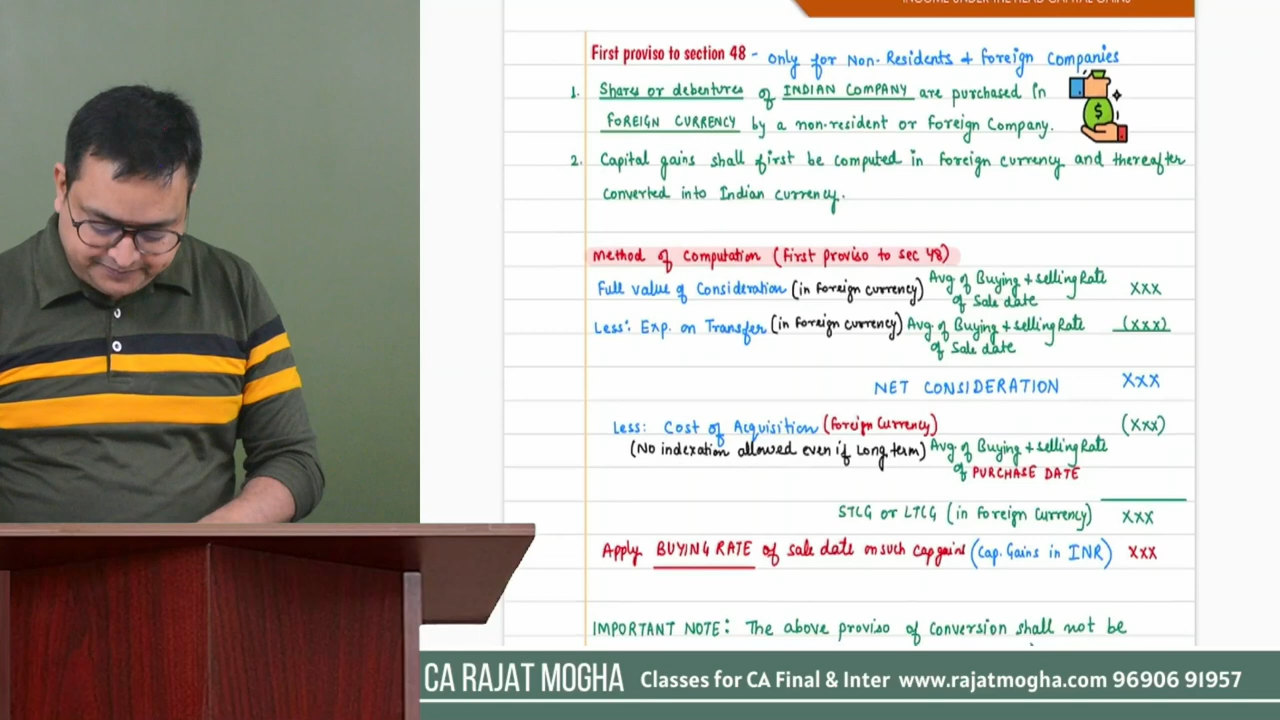 INCOME UNDER THE HEAD CAPITAL GAINS
First proviso to section 48 - only for Non-Residents + Foreign Companies
1. Shares or debentures of INDIAN COMPANY are purchased in
FOREIGN CURRENCY by a non-resident or Foreign Company.
2. Capital gains shall first be computed in Foreign currency and thereafter
converted into Indian currency.
Method of Computation (First proviso to sec 48)
Full value of Consideration (in Foreign currency) Avg of Buying + selling Rate XXX
of Sale date
Less: Exp. on Transfer (in Foreign currency) Avg. of Buying + selling Rate (XXX)
of Sale date
NET CONSIDERATION XXX
Less: Cost of Acquisition (Foreign Currency) (XXX)
(No indexation allowed even if Long term) Avg of Buying + selling Rate
of PURCHASE DATE
STCG or LTCG (in Foreign Currency) XXX
Apply BUYING RATE of sale date on such cap gains (Cap. Gains in INR) XXX
IMPORTANT NOTE: The above proviso of conversion shall not be
CA RAJAT MOGHA Classes for CA Final & Inter www.rajatmogha.com 96906 91957